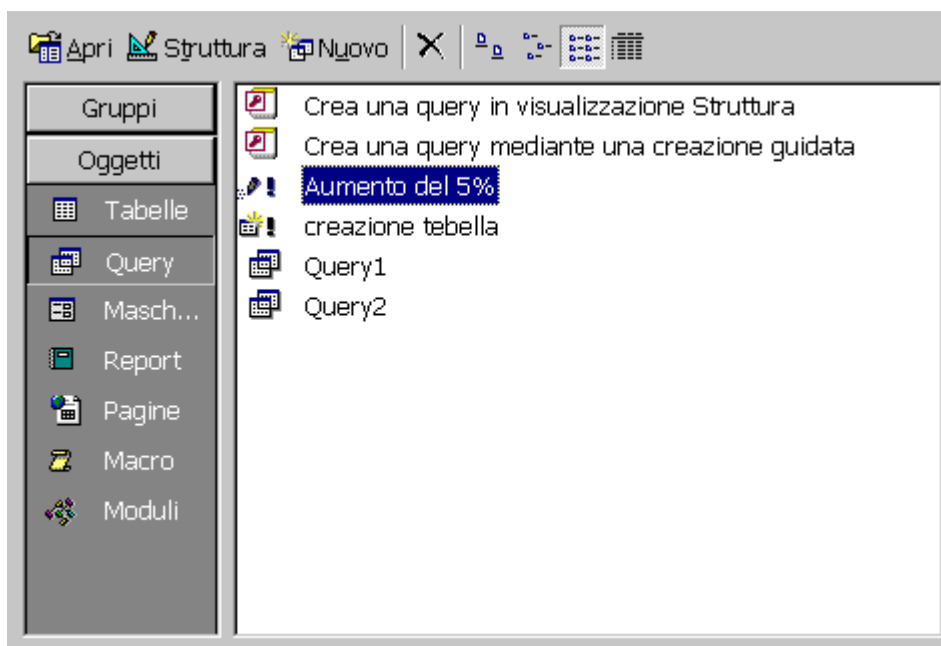 Apri Struttura Nuovo
Gruppi
Oggetti
Tabelle
Query
Masch...
Report
Pagine
Macro
Moduli
Crea una query in visualizzazione Struttura
Crea una query mediante una creazione guidata
Aumento del 5%
creazione tebella
Query1
Query2